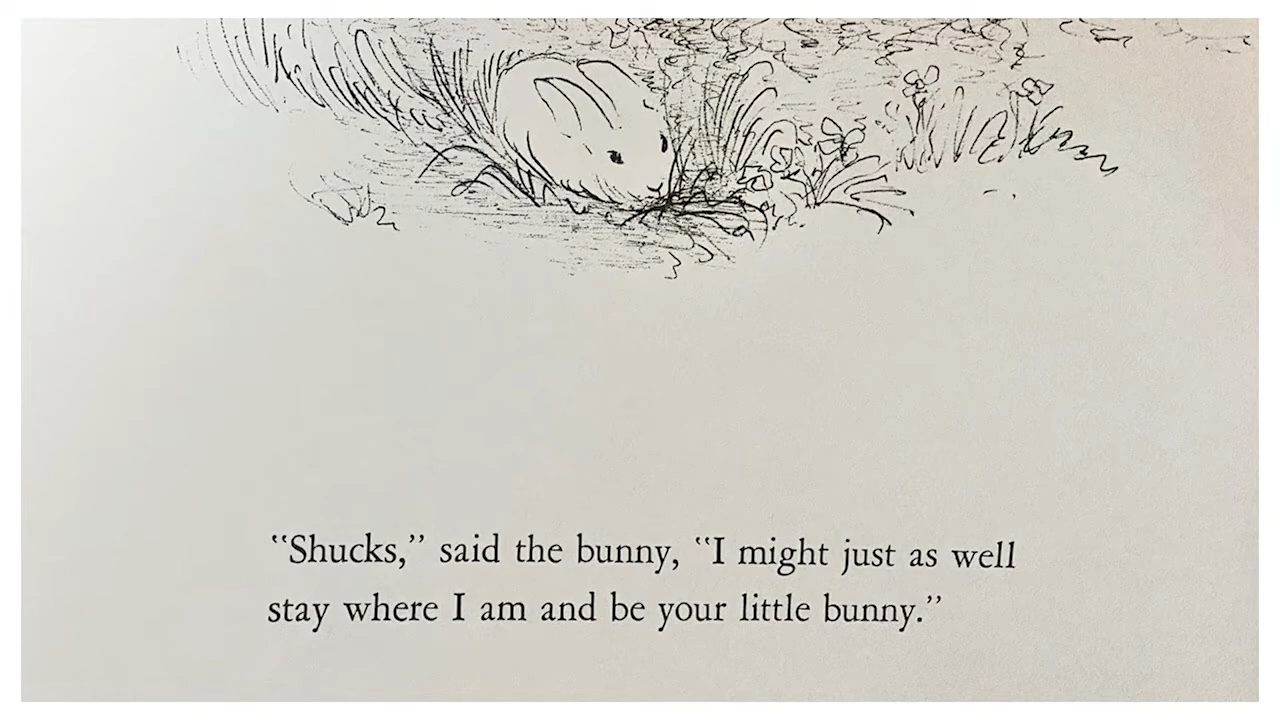 “Shucks,” said the bunny, “I might just as well
stay where I am and be your little bunny.”